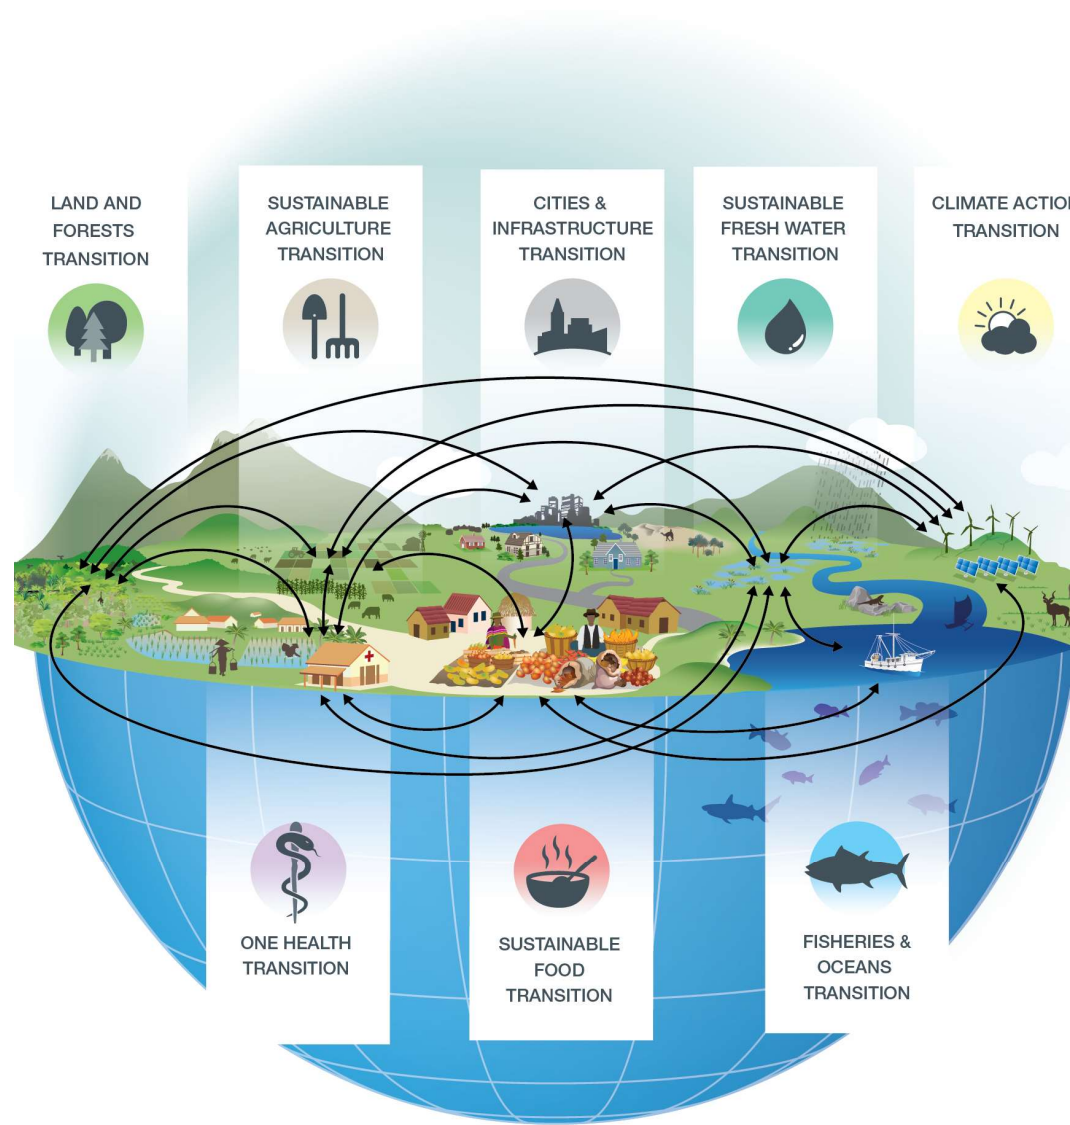 LAND AND
FORESTS
TRANSITION
SUSTAINABLE
AGRICULTURE
TRANSITION
CITIES &
INFRASTRUCTURE
TRANSITION
SUSTAINABLE
FRESH WATER
TRANSITION
CLIMATE ACTION
TRANSITION
ONE HEALTH
TRANSITION
SUSTAINABLE
FOOD
TRANSITION
FISHERIES &
OCEANS
TRANSITION